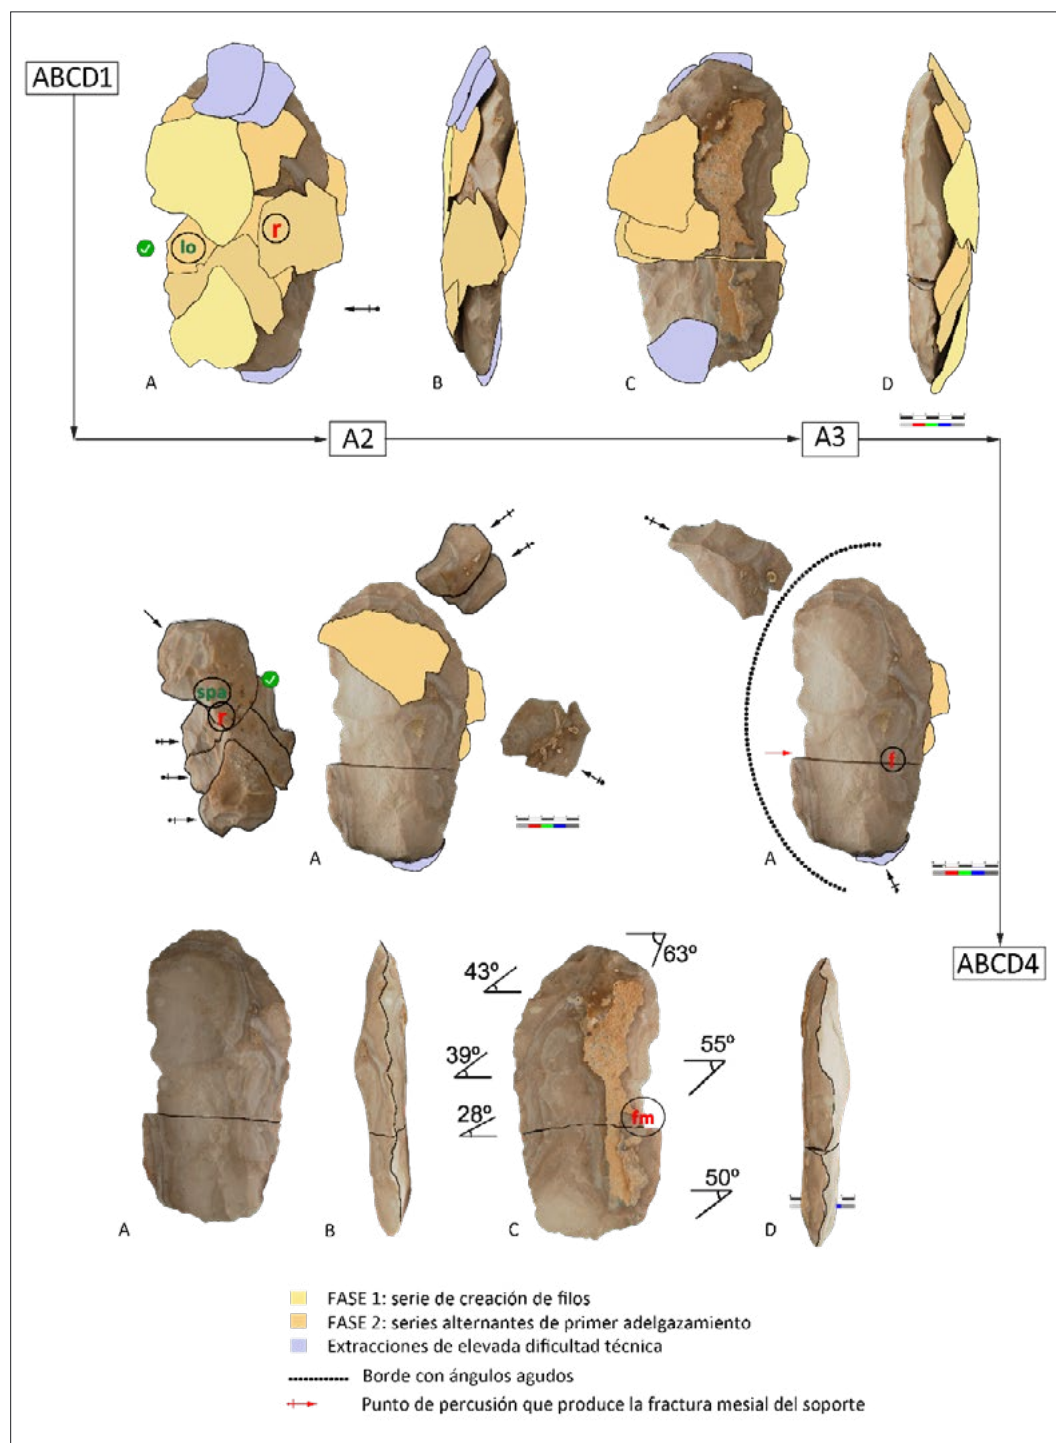 ABCD1
lo
r
A
B
C
D
A2
A3
spa
r
A
f
A
ABCD4
43º
63º
39º
55º
28º
fm
50º
A
B
C
D
FASE 1: serie de creación de filos
FASE 2: series alternantes de primer adelgazamiento
Extracciones de elevada dificultad técnica
Borde con ángulos agudos
Punto de percusión que produce la fractura mesial del soporte